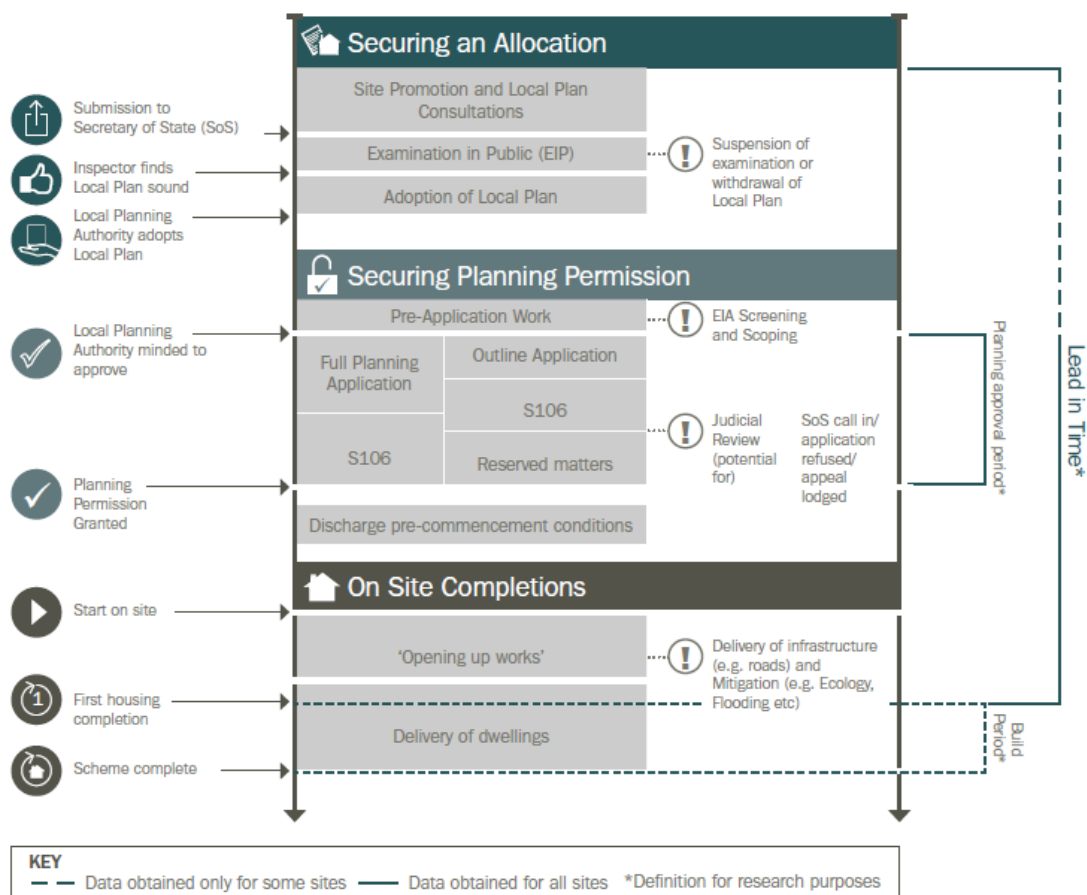 Securing an Allocation
Site Promotion and Local Plan
Consultations
Submission to
Secretary of State (SoS)
Examination in Public (EIP)
Suspension of
examination or
withdrawal of
Local Plan
Inspector finds
Local Plan sound
Adoption of Local Plan
Local Planning
Authority adopts
Local Plan
Securing Planning Permission
Pre-Application Work
EIA Screening
and Scoping
Local Planning
Authority minded to
approve
Full Planning
Application
Outline Application
S106
S106
Reserved matters
Judicial
Review
(potential
for)
SoS call in/
application
refused/
appeal
lodged
Planning approval period*
Lead in Time*
Planning
Permission
Granted
Discharge pre-commencement conditions
On Site Completions
Start on site
'Opening up works'
Delivery of infrastructure
(e.g. roads) and
Mitigation (e.g. Ecology,
Flooding etc)
1
First housing
completion
Delivery of dwellings
Build
Period*
Scheme complete
KEY
Data obtained only for some sites
Data obtained for all sites
*Definition for research purposes